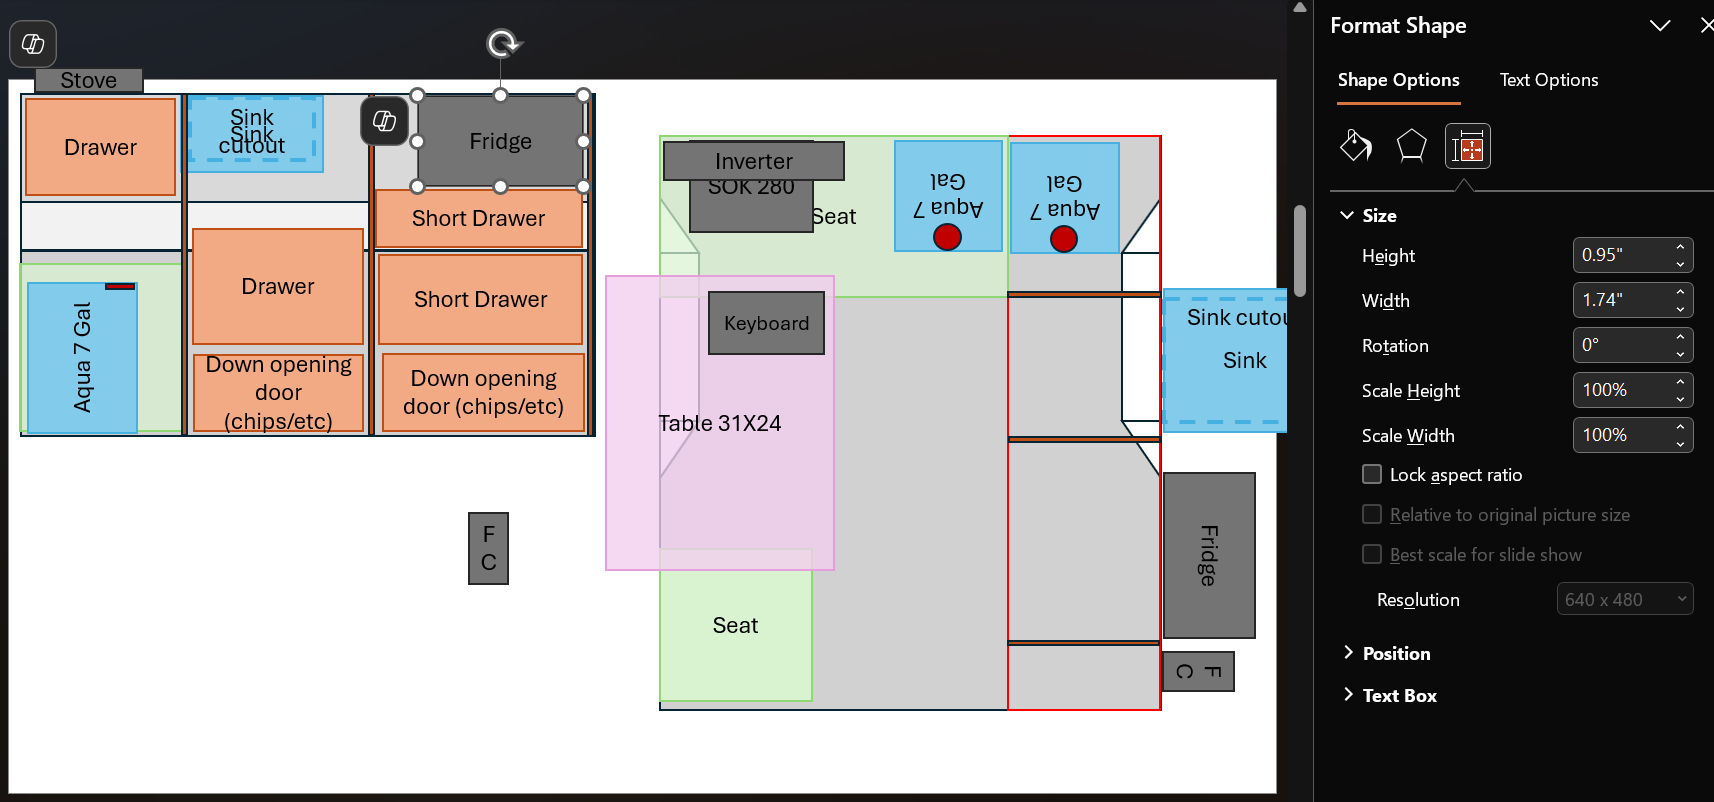 Stove
Drawer
Sink
Sink
cutout
Fridge
Short Drawer
Drawer
Short Drawer
Aqua 7 Gal
Down opening
door
(chips/etc)
Down opening
door (chips/etc)
F
C
Inverter
SOK 280
Seat
Aqua 7
Gal
Aqua 7
Gal
Keyboard
Table 31X24
Seat
Sink cutou
Sink
Fridge
F
C
Format Shape
Shape Options
Text Options
Size
Height
0.95"
Width
1.74"
Rotation
0°
Scale Height
100%
Scale Width
100%
Lock aspect ratio
Relative to original picture size
Best scale for slide show
Resolution
640 x 480
Position
Text Box